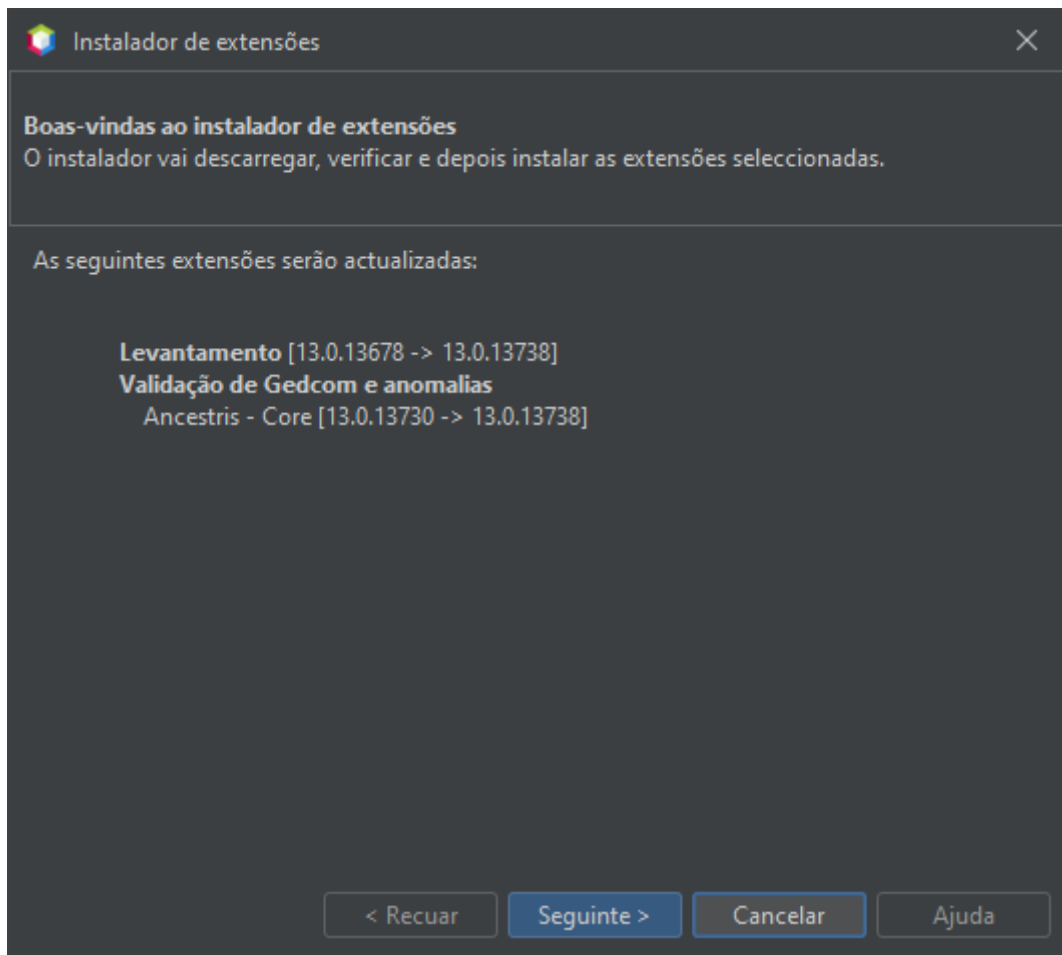 Instalador de extensões
Boas-vindas ao instalador de extensões
O instalador vai descarregar, verificar e depois instalar as extensões seleccionadas.
As seguintes extensões serão actualizadas:
Levantamento [13.0.13678 -> 13.0.13738]
Validação de Gedcom e anomalias
Ancestris - Core [13.0.13730 -> 13.0.13738]
< Recuar Seguinte > Cancelar Ajuda